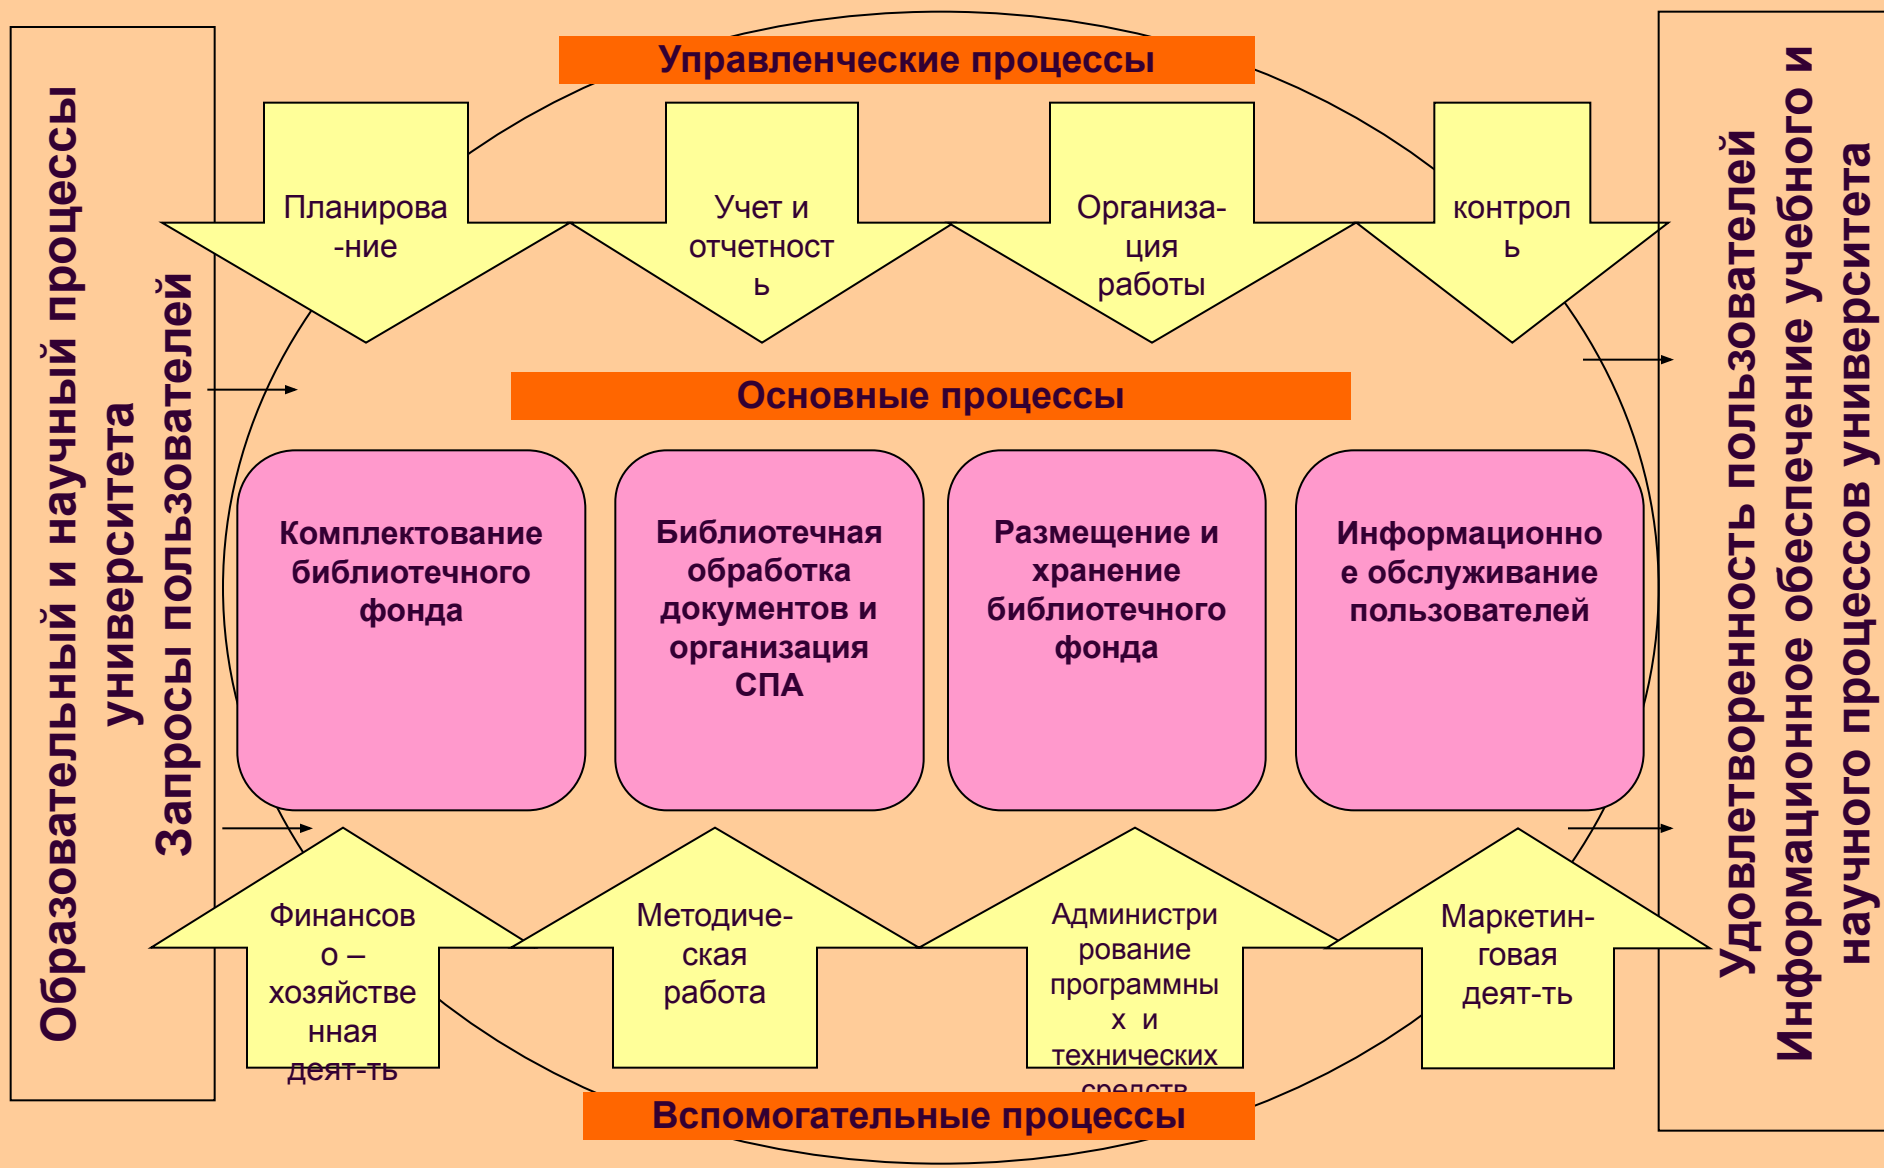 Образовательный и научный процессы
университета
Запросы пользователей
Управленческие процессы
Планирова
-ние
Учет и
отчетност
ь
Организа-
ция
работы
контрол
ь
Основные процессы
Комплектование
библиотечного
фонда
Библиотечная
обработка
документов и
организация
СПА
Размещение и
хранение
библиотечного
фонда
Информационно
е обслуживание
пользователей
Финансов
о –
хозяйстве
нная
деят-ть
Методиче-
ская
работа
Администри
рование
программны
х и
технических
средств
Маркетин-
говая
деят-ть
Вспомогательные процессы
Удовлетворенность пользователей
Информационное обеспечение учебного и
научного процессов университета